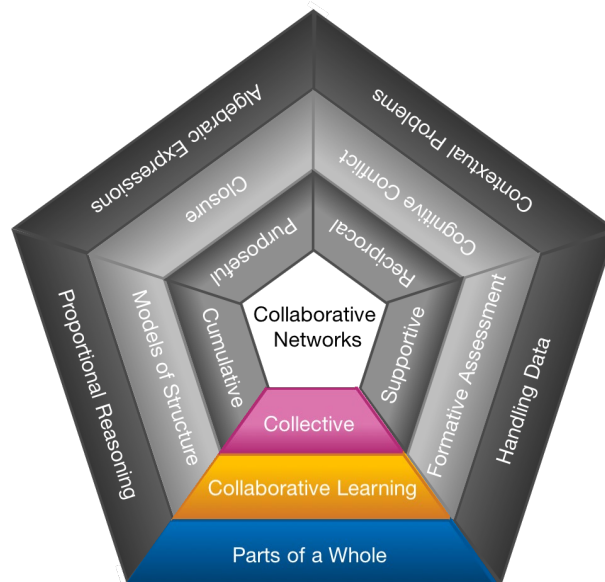 Algebraic Expressions
Contextual Problems
Closure
Cognitive Conflict
Purposeful
Reciprocal
Proportional Reasoning
Models of Structure
Cumulative
Collaborative
Networks
Supportive
Formative Assessment
Handling Data
Collective
Collaborative Learning
Parts of a Whole